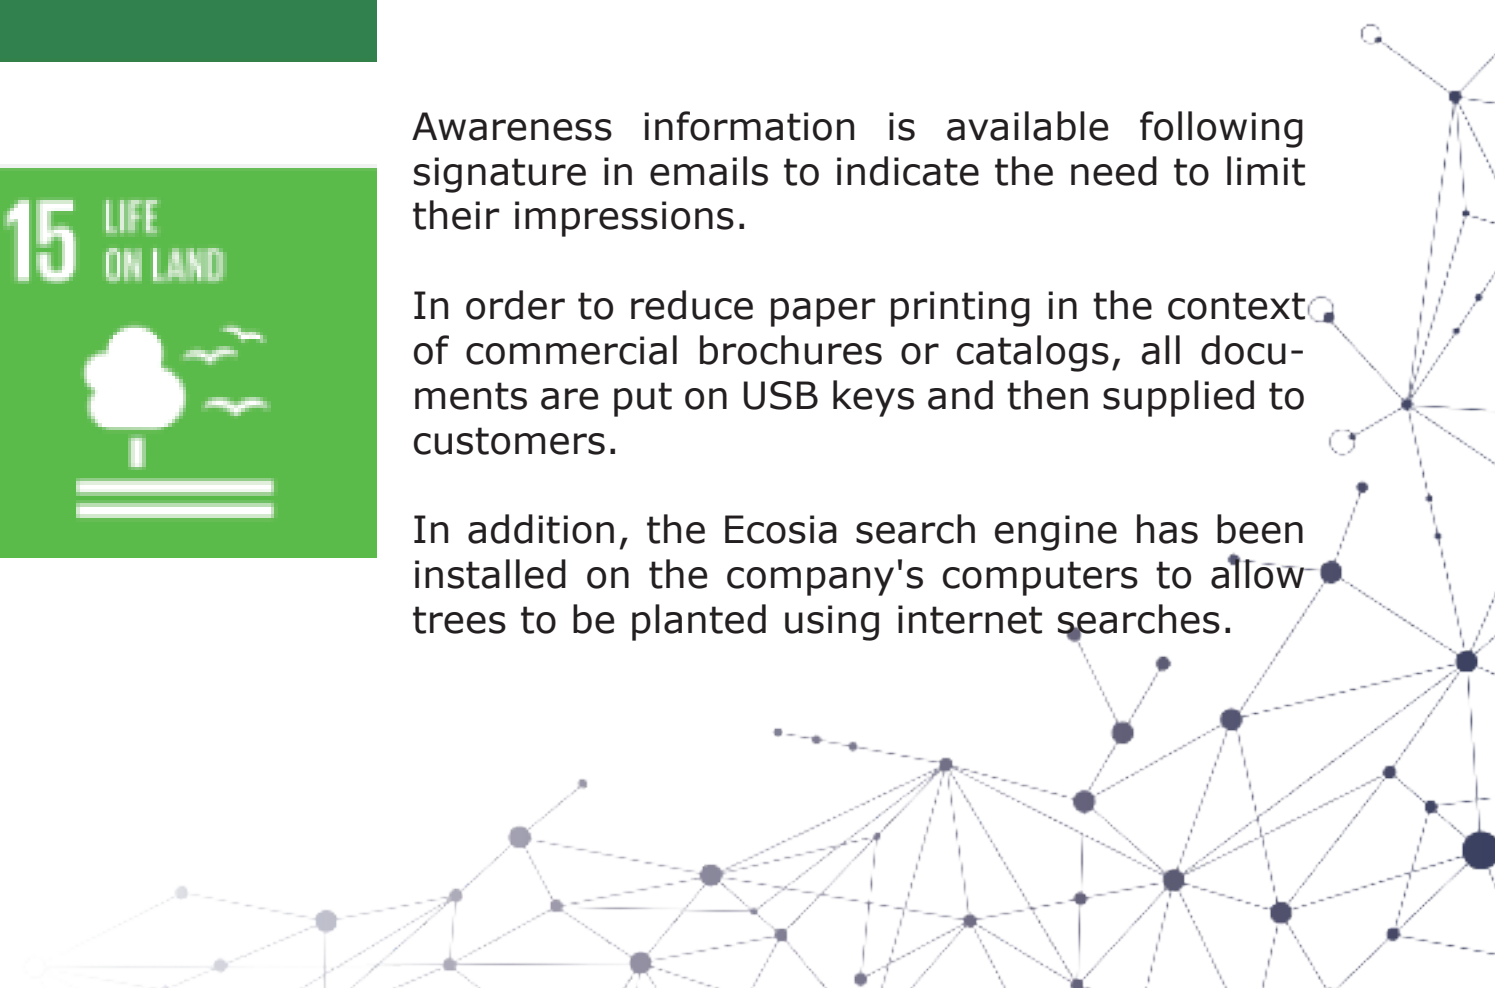 15 LIFE
ON LAND
Awareness information is available following
signature in emails to indicate the need to limit
their impressions.
In order to reduce paper printing in the context
of commercial brochures or catalogs, all docu-
ments are put on USB keys and then supplied to
customers.
In addition, the Ecosia search engine has been
installed on the company's computers to allow
trees to be planted using internet searches.